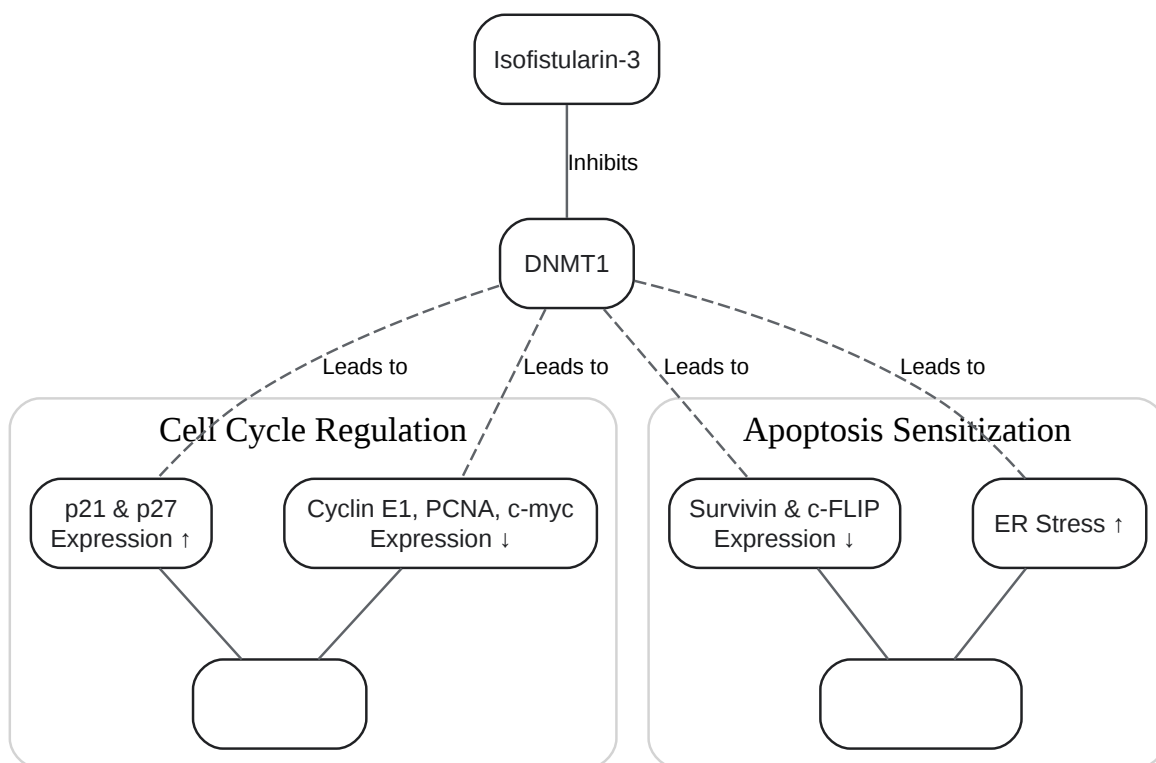 Isofistularin-3
Inhibits
DNMT1
Leads to
Leads to
Leads to
Leads to
Cell Cycle Regulation
Apoptosis Sensitization
p21 & p27
Expression ↑
Cyclin E1, PCNA, c-myc
Expression ↓
Survivin & c-FLIP
Expression ↓
ER Stress ↑